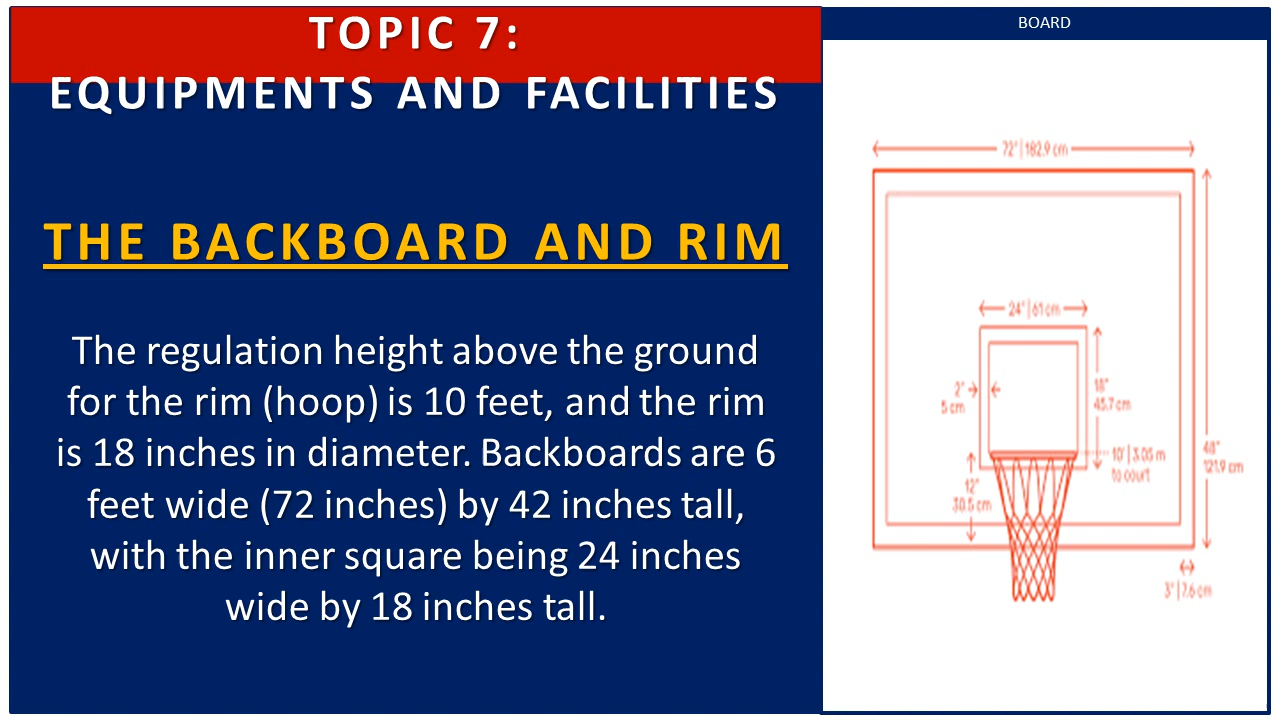 TOPIC 7:
EQUIPMENTS AND FACILITIES
THE BACKBOARD AND RIM
The regulation height above the ground
for the rim (hoop) is 10 feet, and the rim
is 18 inches in diameter. Backboards are 6
feet wide (72 inches) by 42 inches tall,
with the inner square being 24 inches
wide by 18 inches tall.
BOARD
72" | 182.9 cm
24" | 61 cm
2"
5 cm
18"
45.7 cm
10' | 3.05 m
to court
12"
30.5 cm
48"
121.9 cm
3" | 7.6 cm